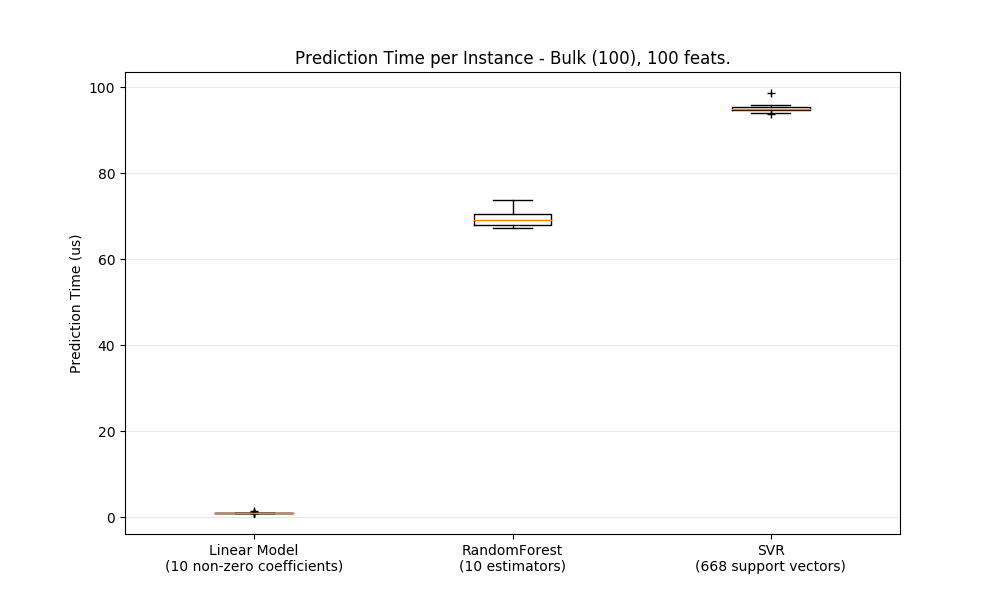 Prediction Time per Instance - Bulk (100), 100 feats.
100
80
60
40
20
0
Prediction Time (us)
Linear Model
(10 non-zero coefficients)
RandomForest
(10 estimators)
SVR
(668 support vectors)